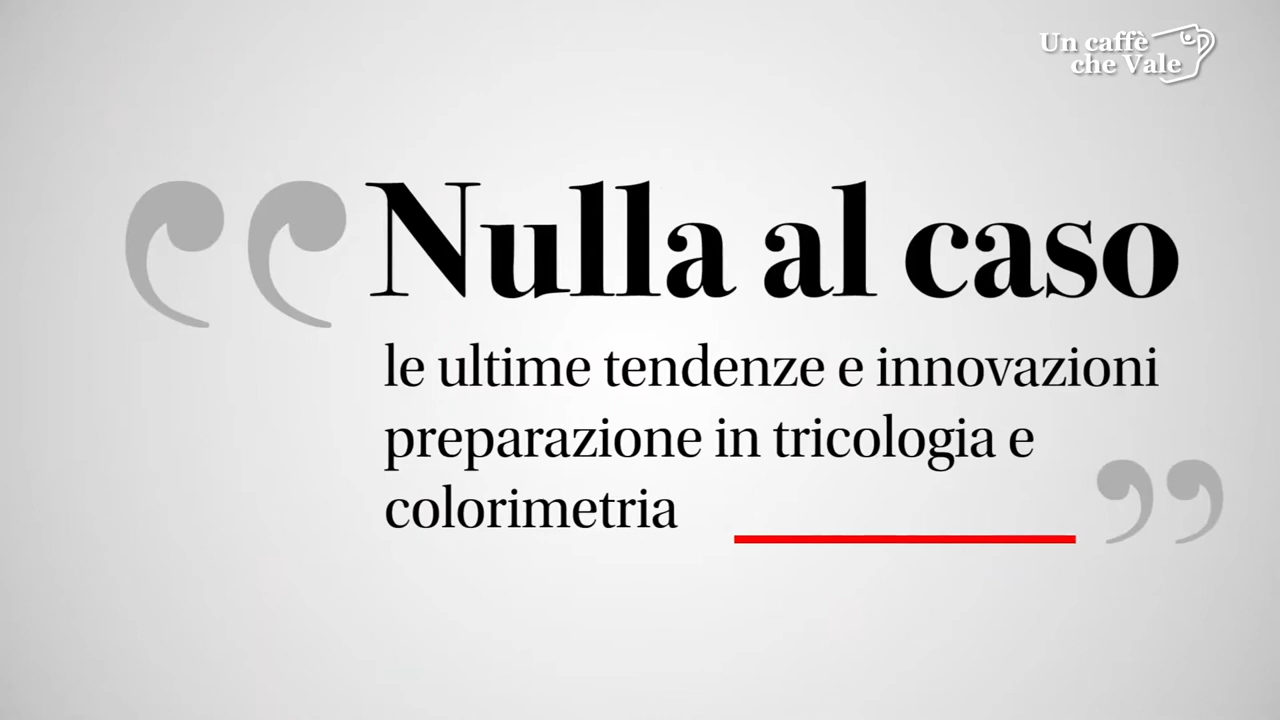 Un caffè
che Vale
“Nulla al caso
le ultime tendenze e innovazioni
preparazione in tricologia e
colorimetria”